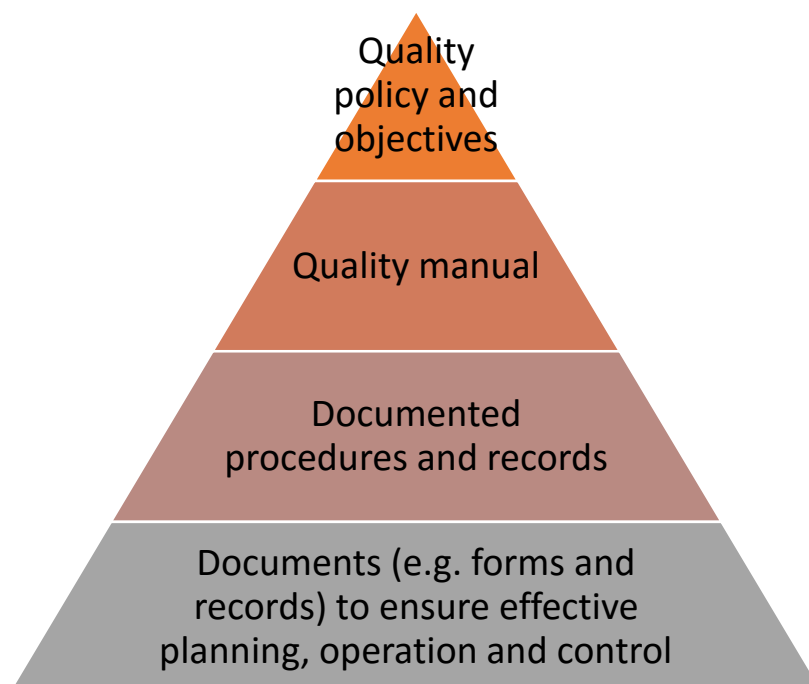 Quality
policy and
objectives
Quality manual
Documented
procedures and records
Documents (e.g. forms and
records) to ensure effective
planning, operation and control